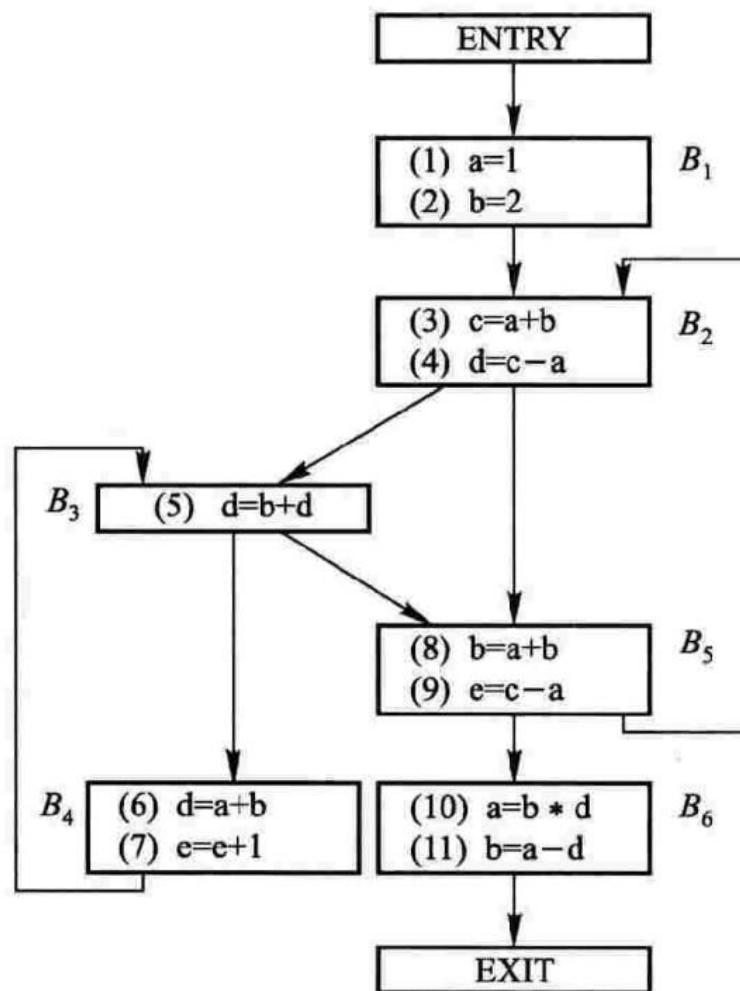 ENTRY
(1) a=1
(2) b=2
B₁
(3) c=a+b
(4) d=c−a
B₂
B₃
(5) d=b+d
(8) b=a+b
(9) e=c−a
B₅
B₄
(6) d=a+b
(7) e=e+1
(10) a=b * d
(11) b=a−d
B₆
EXIT